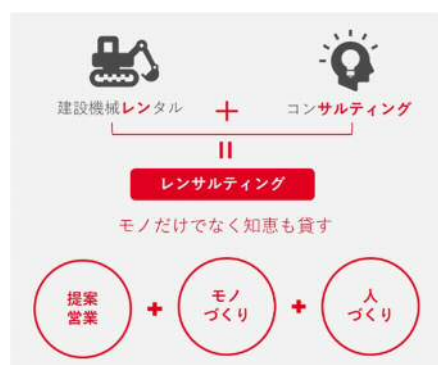 建設機械レンタル + コンサルティング
=
レンサルティング
モノだけでなく知恵も貸す
提案
営業
+
モノ
づくり
+
人
づくり